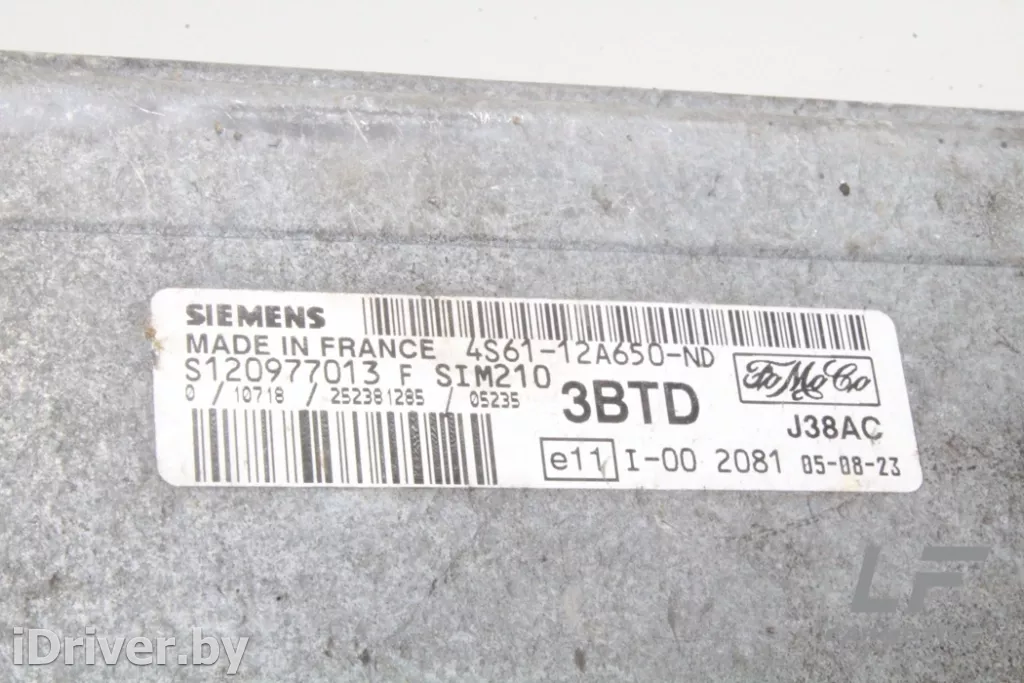 SIEMENS
MADE IN FRANCE 4S61-12A650-ND
S120977013 F SIM210
0 / 10718 / 252381285 / 05235
3BTD
FoMoCo
J38AC
e11 I-00 2081 05-08-23
LF
iDriver.by